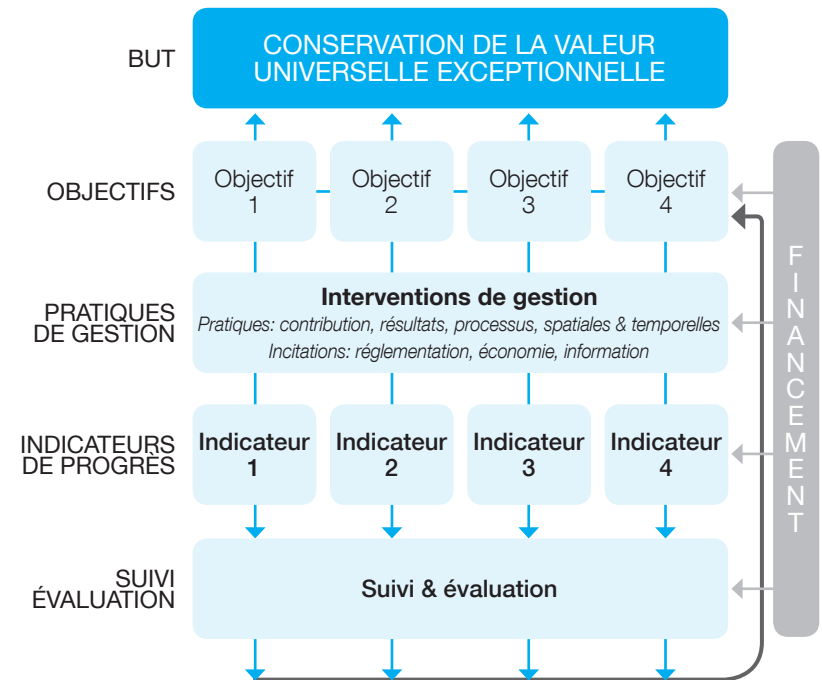 BUT
CONSERVATION DE LA VALEUR
UNIVERSELLE EXCEPTIONNELLE
OBJECTIFS
Objectif
1
Objectif
2
Objectif
3
Objectif
4
PRATIQUES
DE GESTION
Interventions de gestion
Pratiques: contribution, résultats, processus, spatiales & temporelles
Incitations: réglementation, économie, information
INDICATEURS
DE PROGRÈS
Indicateur
1
Indicateur
2
Indicateur
3
Indicateur
4
SUIVI
ÉVALUATION
Suivi & évaluation
FINANCEMENT